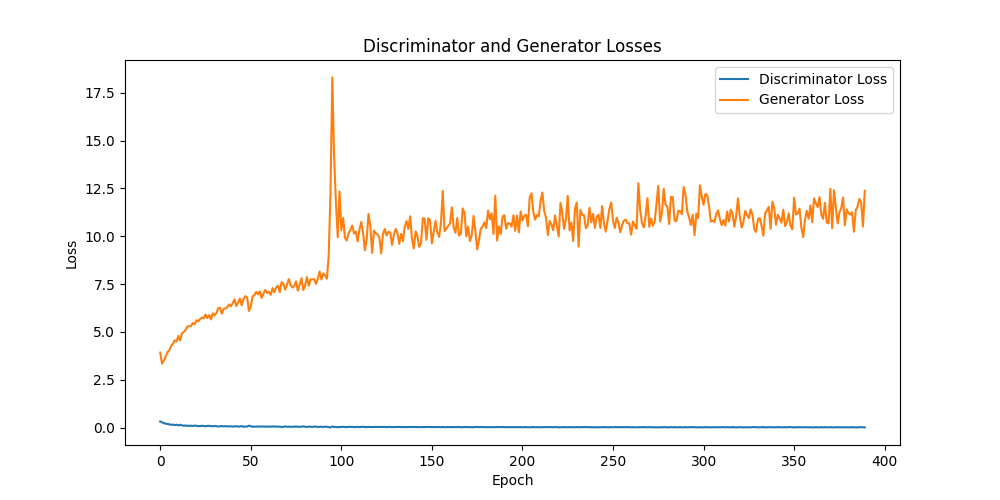 Discriminator and Generator Losses
Discriminator Loss
Generator Loss
17.5
15.0
12.5
10.0
7.5
5.0
2.5
0.0
Loss
0 50 100 150 200 250 300 350 400
Epoch